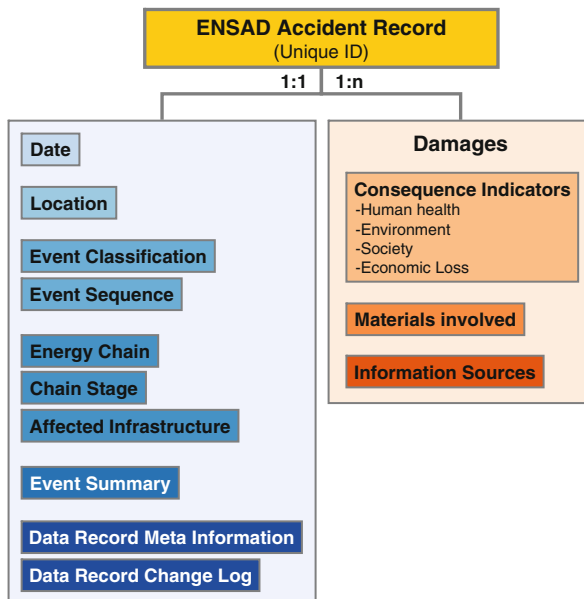 ENSAD Accident Record
(Unique ID)
1:1 1:n
Date
Location
Event Classification
Event Sequence
Energy Chain
Chain Stage
Affected Infrastructure
Event Summary
Data Record Meta Information
Data Record Change Log
Damages
Consequence Indicators
-Human health
-Environment
-Society
-Economic Loss
Materials involved
Information Sources